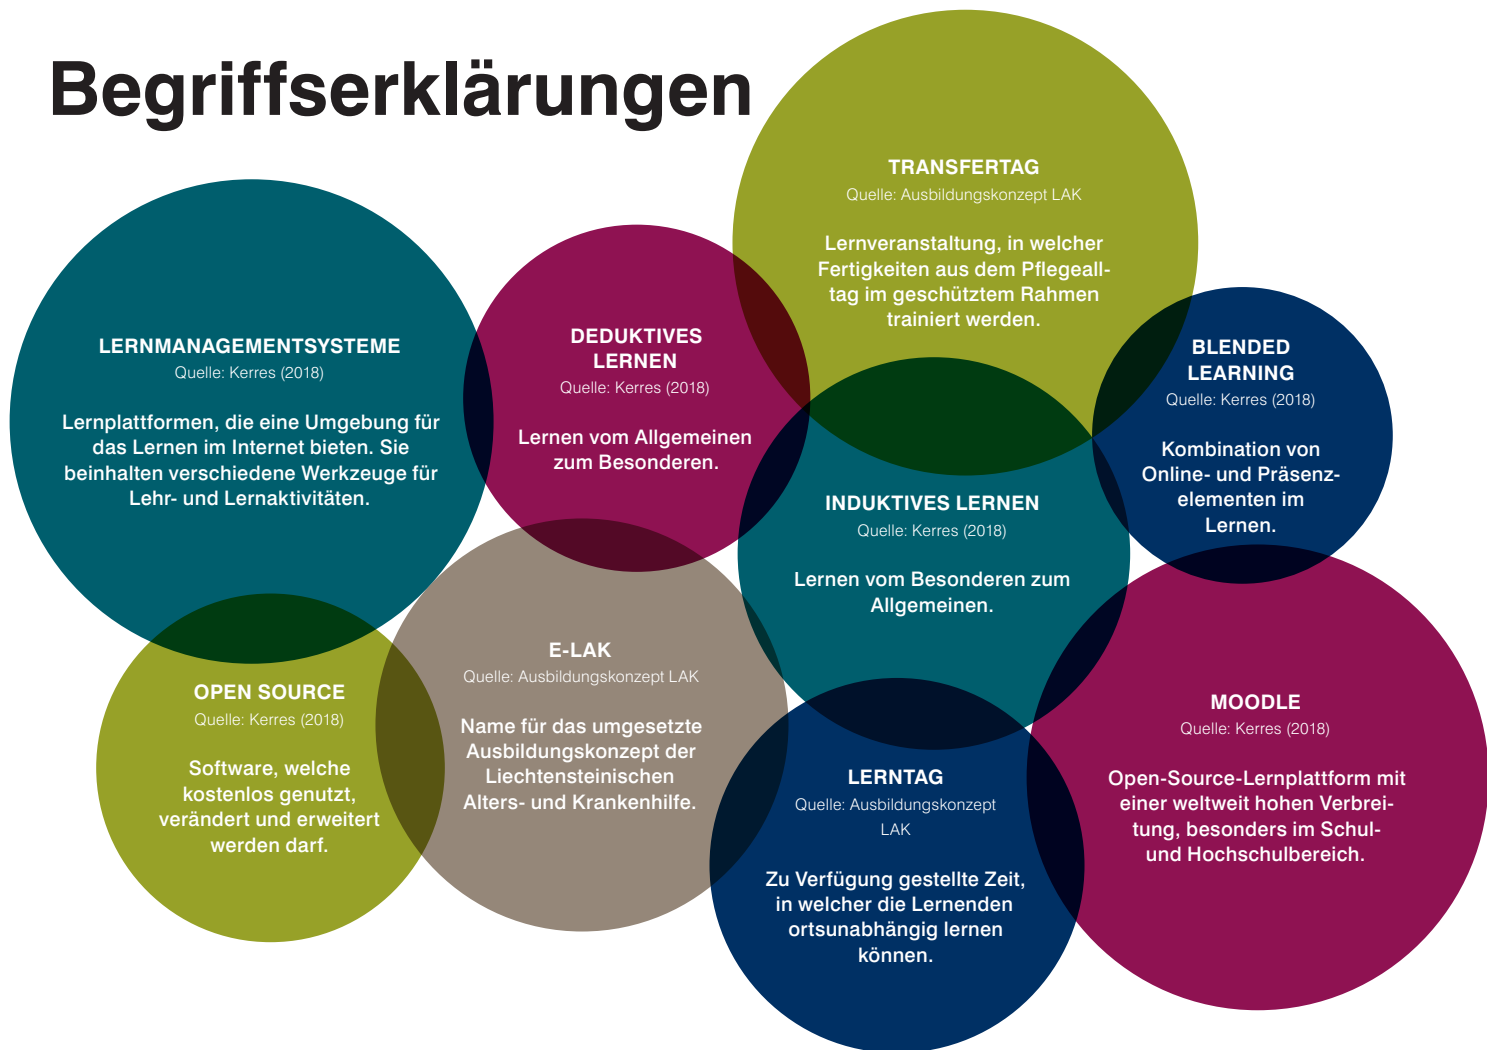 Begriffserklärungen
TRANSFERTAG
Quelle: Ausbildungskonzept LAK
Lernveranstaltung, in welcher
Fertigkeiten aus dem Pflegeall-
tag im geschütztem Rahmen
trainiert werden.
LERNMANAGEMENTSYSTEME
Quelle: Kerres (2018)
Lernplattformen, die eine Umgebung für
das Lernen im Internet bieten. Sie
beinhalten verschiedene Werkzeuge für
Lehr- und Lernaktivitäten.
DEDUKTIVES
LERNEN
Quelle: Kerres (2018)
Lernen vom Allgemeinen
zum Besonderen.
BLENDED
LEARNING
Quelle: Kerres (2018)
Kombination von
Online- und Präsenz-
elementen im
Lernen.
INDUKTIVES LERNEN
Quelle: Kerres (2018)
Lernen vom Besonderen zum
Allgemeinen.
OPEN SOURCE
Quelle: Kerres (2018)
Software, welche
kostenlos genutzt,
verändert und erweitert
werden darf.
E-LAK
Quelle: Ausbildungskonzept LAK
Name für das umgesetzte
Ausbildungskonzept der
Liechtensteinischen
Alters- und Krankenhilfe.
LERNTAG
Quelle: Ausbildungskonzept
LAK
Zu Verfügung gestellte Zeit,
in welcher die Lernenden
ortsunabhängig lernen
können.
MOODLE
Quelle: Kerres (2018)
Open-Source-Lernplattform mit
einer weltweit hohen Verbrei-
tung, besonders im Schul-
und Hochschulbereich.